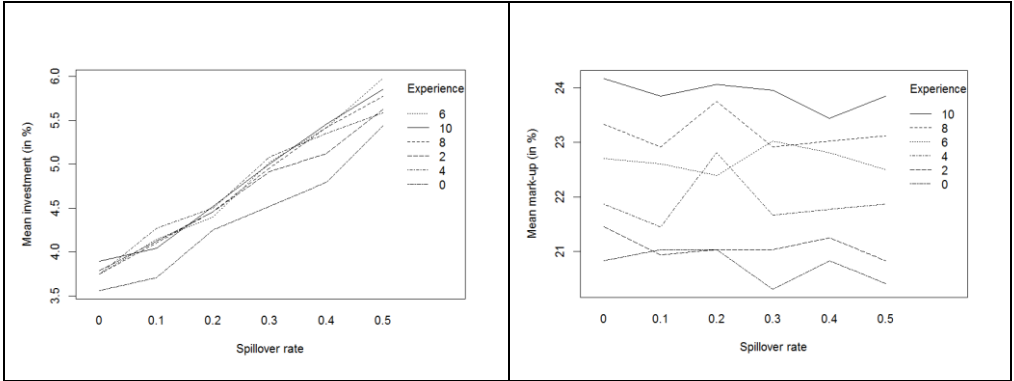 Mean investment (in %)
6.0
5.5
5.0
4.5
4.0
3.5
0 0.1 0.2 0.3 0.4 0.5
Spillover rate
Experience
6
10
8
2
4
0
Mean mark-up (in %)
24
23
22
21
0 0.1 0.2 0.3 0.4 0.5
Spillover rate
Experience
10
8
6
4
2
0